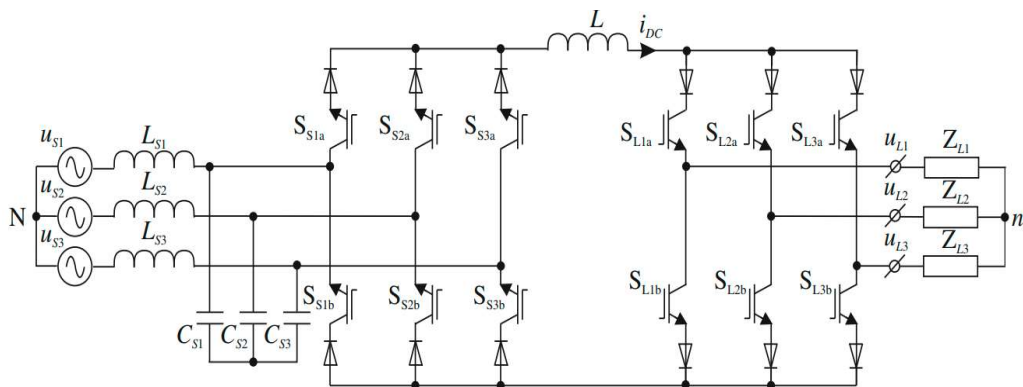 L i_DC
S_S1a S_S2a S_S3a S_L1a S_L2a S_L3a
u_S1 L_S1 u_L1 Z_L1
u_S2 L_S2 u_L2 Z_L2
N n
u_S3 L_S3 u_L3 Z_L3
S_S1b S_S2b S_S3b S_L1b S_L2b S_L3b
C_S1 C_S2 C_S3